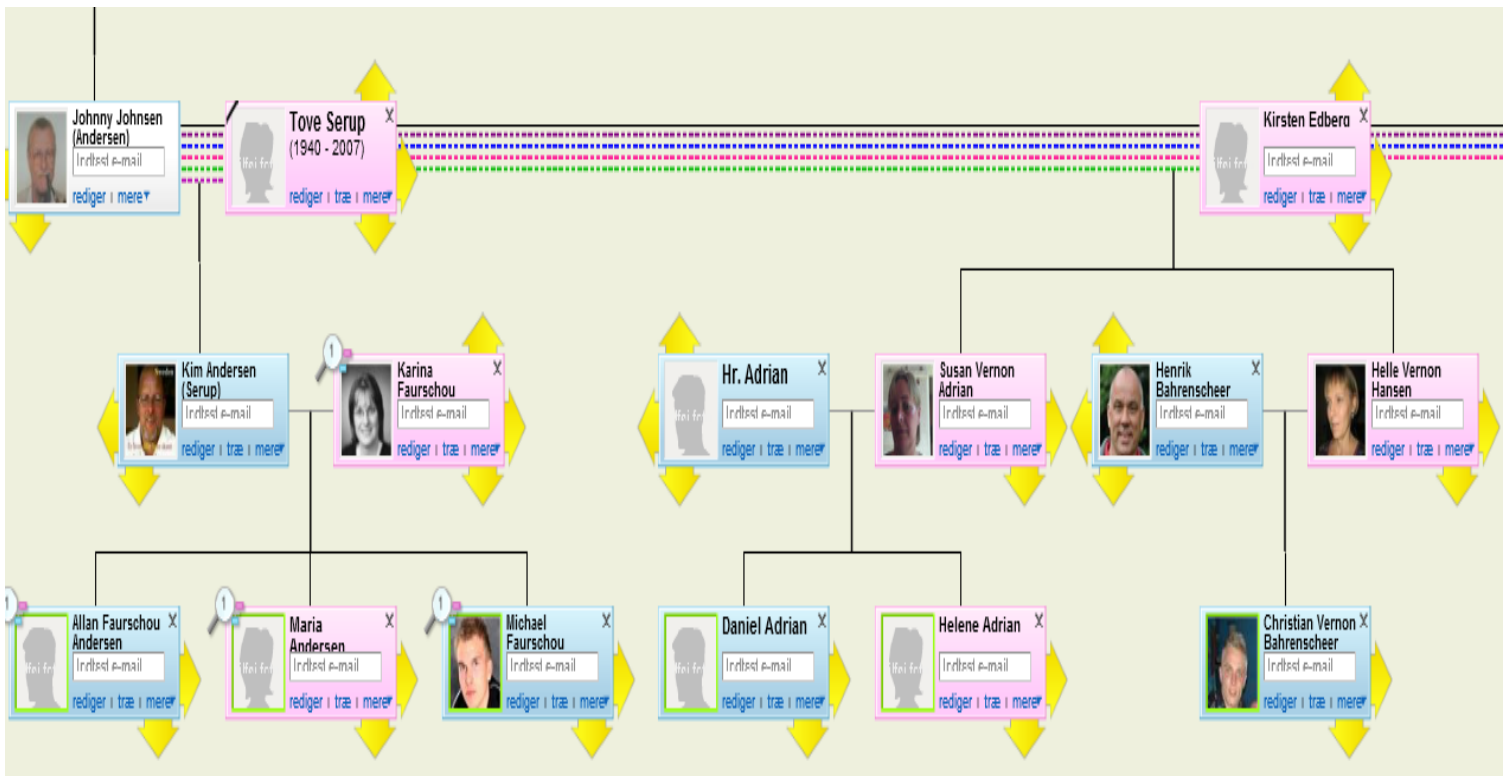 Johnny Johnsen
(Andersen)
rediger | mere
Tove Serup
(1940 - 2007)
rediger | træ | mere
Kirsten Edberg
rediger | træ | mere
1
Kim Andersen
(Serup)
rediger | træ | mere
Karina
Faurschou
rediger | træ | mere
Hr. Adrian
rediger | træ | mere
Susan Vernon
Adrian
rediger | træ | mere
Henrik
Bahrenscheer
rediger | træ | mere
Helle Vernon
Hansen
rediger | træ | mere
1
Allan Faurschou
Andersen
rediger | træ | mere
1
Maria
Andersen
rediger | træ | mere
1
Michael
Faurschou
rediger | træ | mere
Daniel Adrian
rediger | træ | mere
Helene Adrian
rediger | træ | mere
Christian Vernon
Bahrenscheer
rediger | træ | mere